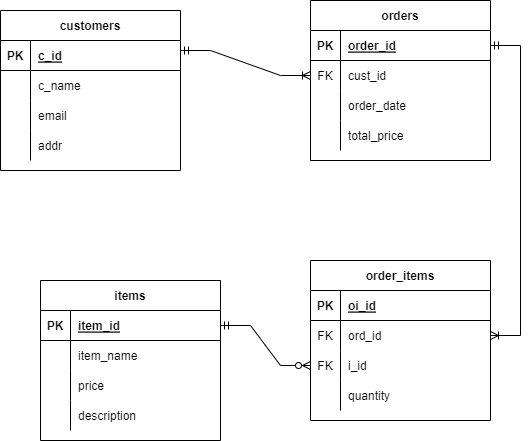 customers
PK c_id
c_name
email
addr
orders
PK order_id
FK cust_id
order_date
total_price
items
PK item_id
item_name
price
description
order_items
PK oi_id
FK ord_id
FK i_id
quantity